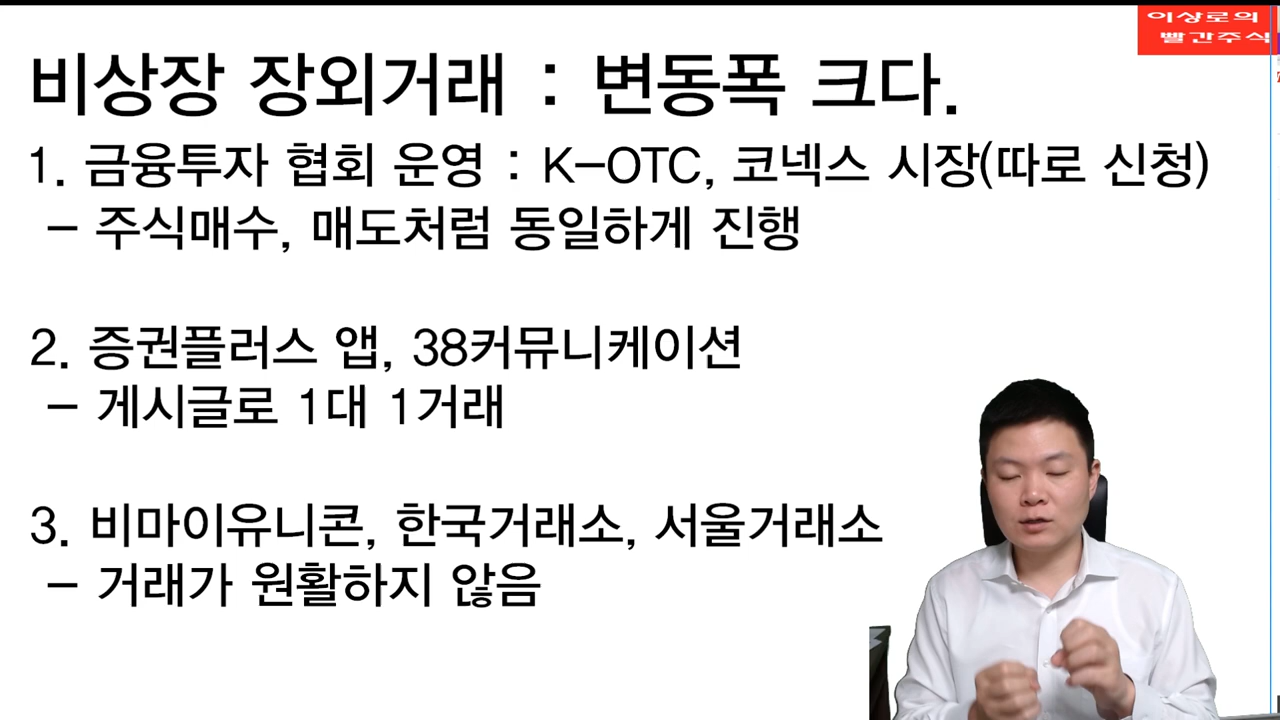 이상로의
빨간주식
비상장 장외거래 : 변동폭 크다.
1. 금융투자 협회 운영 : K-OTC, 코넥스 시장(따로 신청)
- 주식매수, 매도처럼 동일하게 진행
2. 증권플러스 앱, 38커뮤니케이션
- 게시글로 1대 1거래
3. 비마이유니콘, 한국거래소, 서울거래소
- 거래가 원활하지 않음